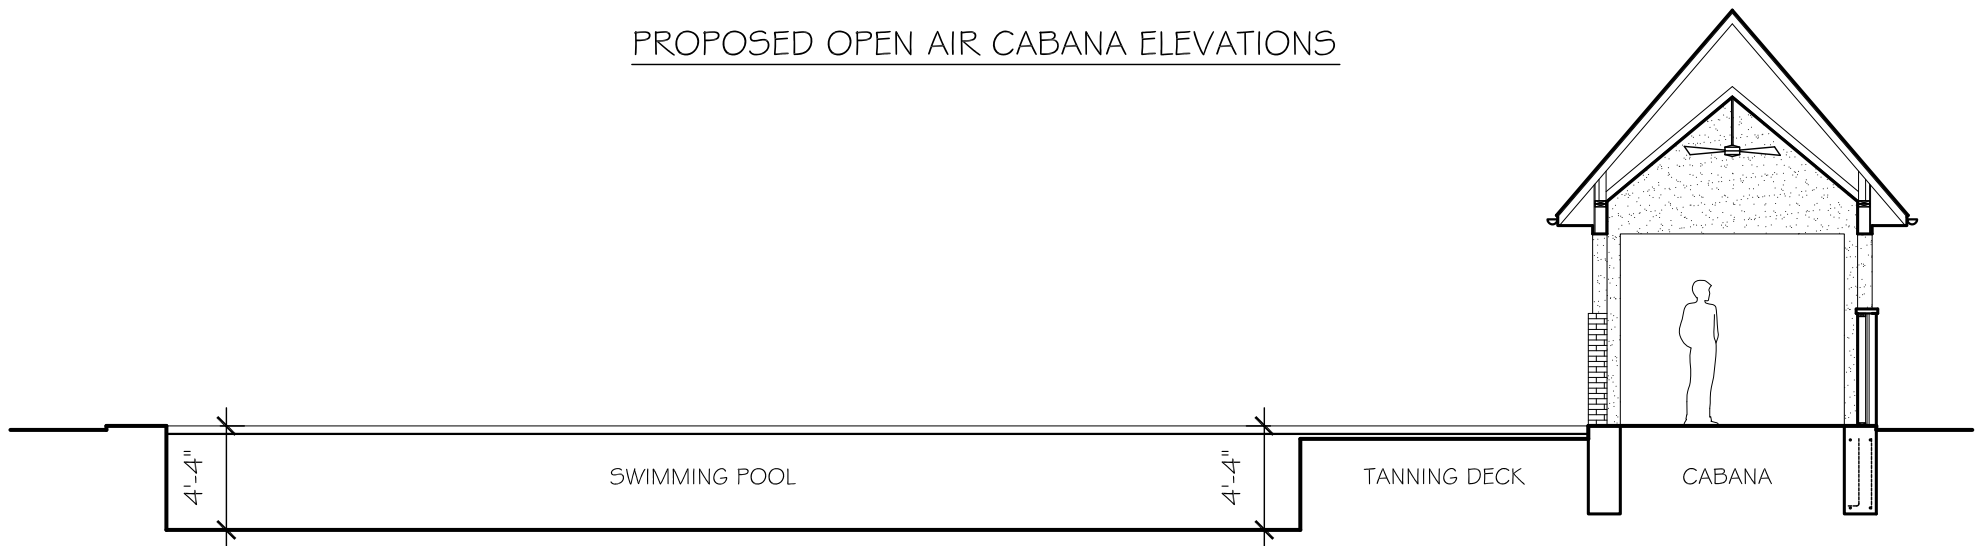 PROPOSED OPEN AIR CABANA ELEVATIONS
4'-4"
SWIMMING POOL
4'-4"
TANNING DECK
CABANA